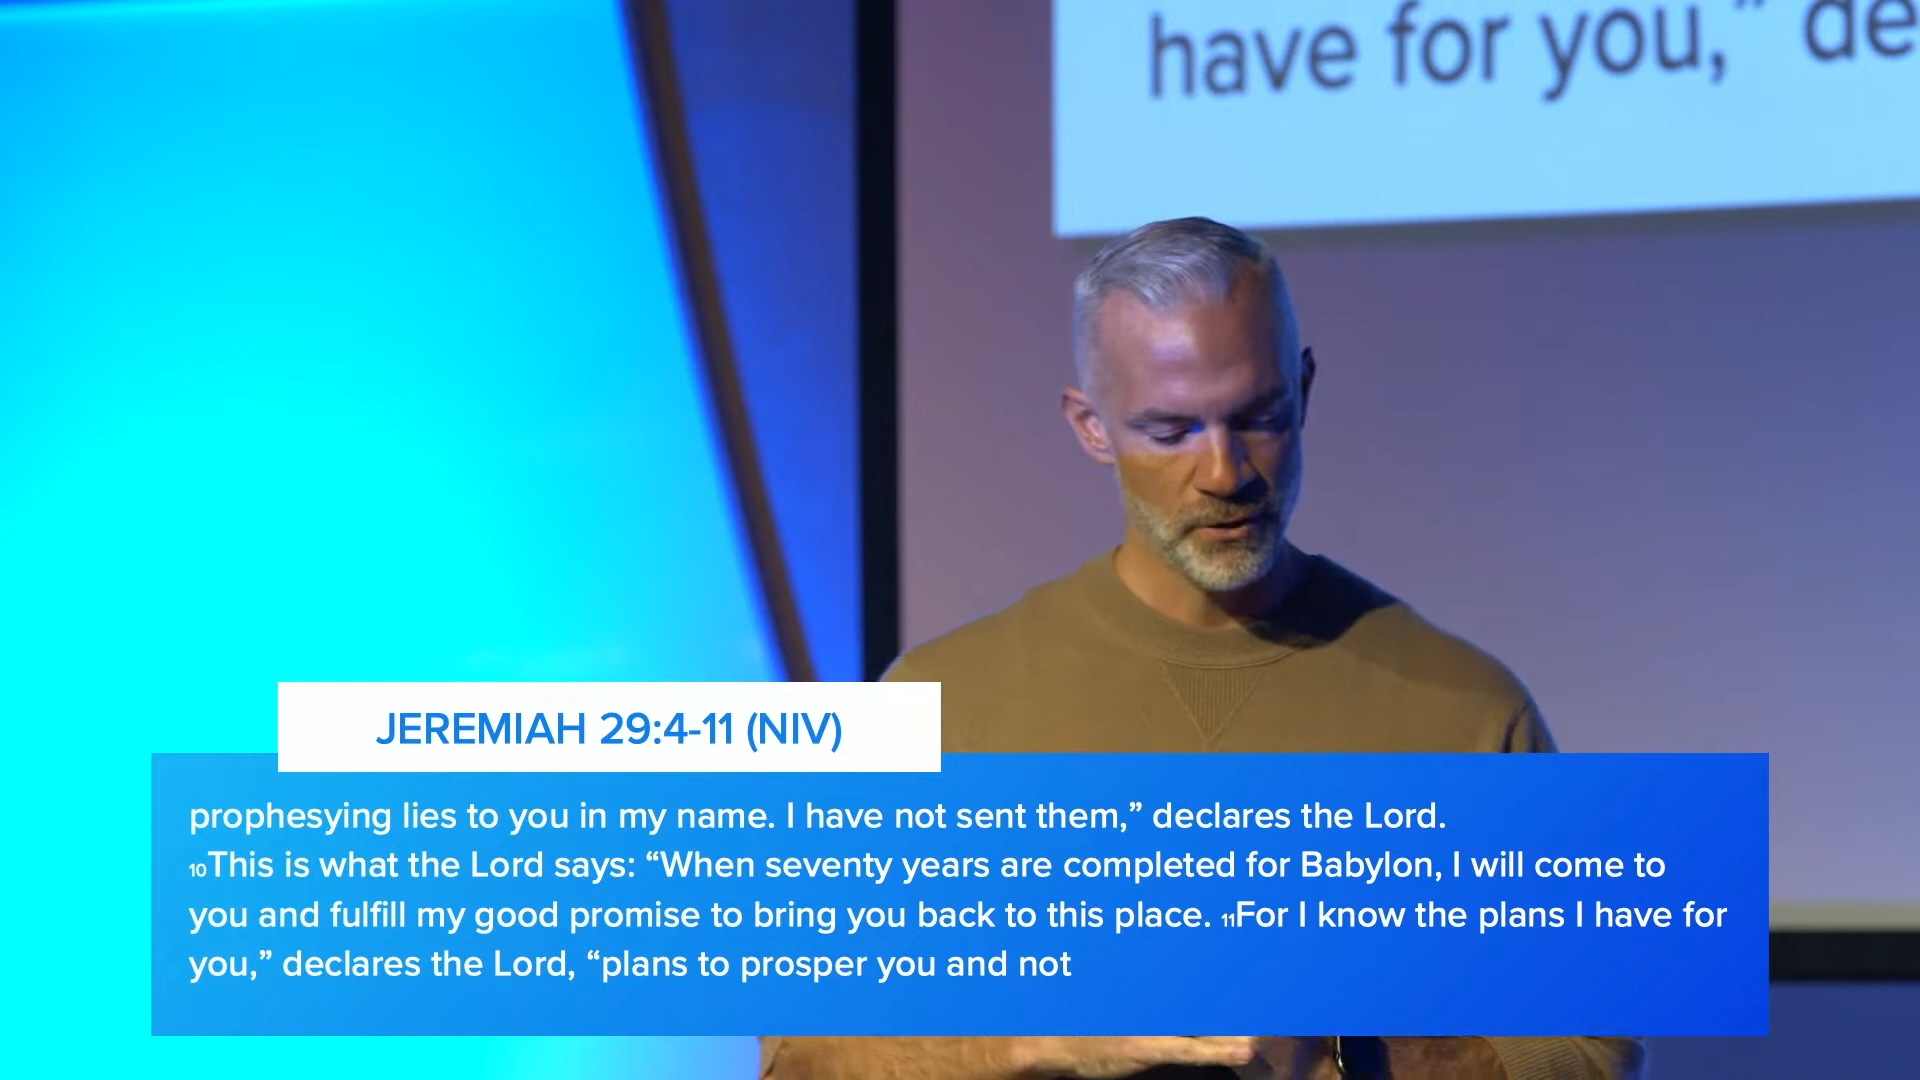 have for you,” de
JEREMIAH 29:4-11 (NIV)
prophesying lies to you in my name. I have not sent them,” declares the Lord.
10This is what the Lord says: “When seventy years are completed for Babylon, I will come to
you and fulfill my good promise to bring you back to this place. 11For I know the plans I have for
you,” declares the Lord, “plans to prosper you and not